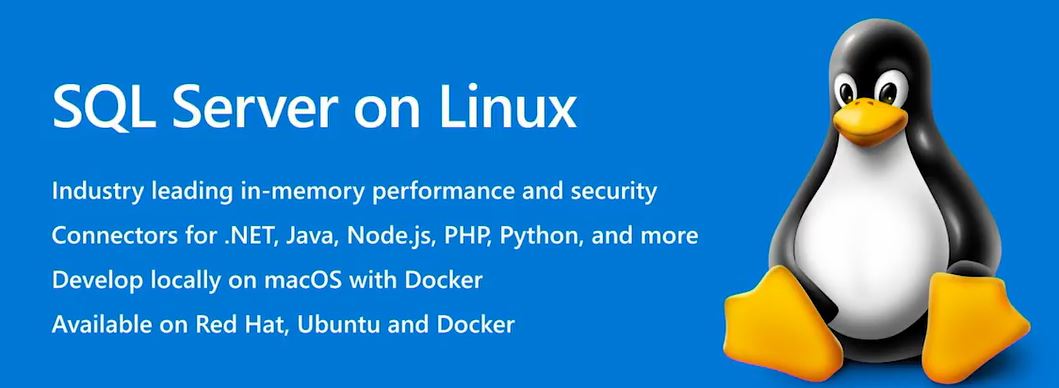 SQL Server on Linux
Industry leading in-memory performance and security
Connectors for .NET, Java, Node.js, PHP, Python, and more
Develop locally on macOS with Docker
Available on Red Hat, Ubuntu and Docker